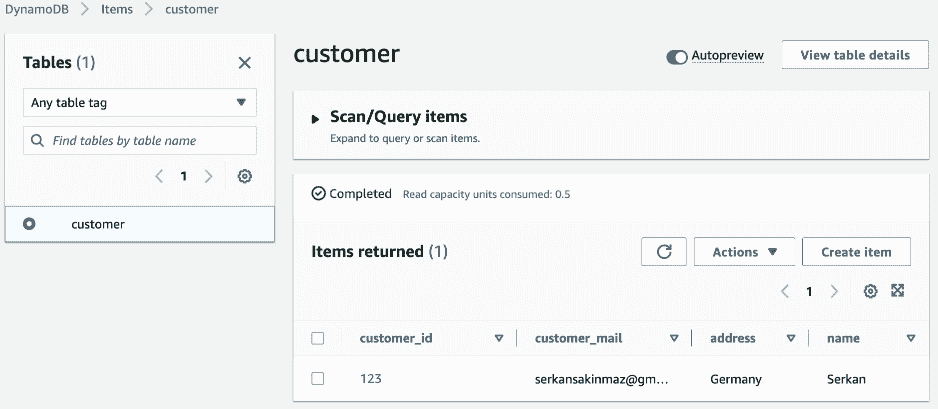 DynamoDB > Items > customer
Tables (1)
Any table tag
Find tables by table name
1
customer
customer
Autopreview
View table details
Scan/Query items
Expand to query or scan items.
Completed Read capacity units consumed: 0.5
Items returned (1)
Actions
Create item
1
customer_id customer_mail address name
123 serkansakinmaz@gm... Germany Serkan